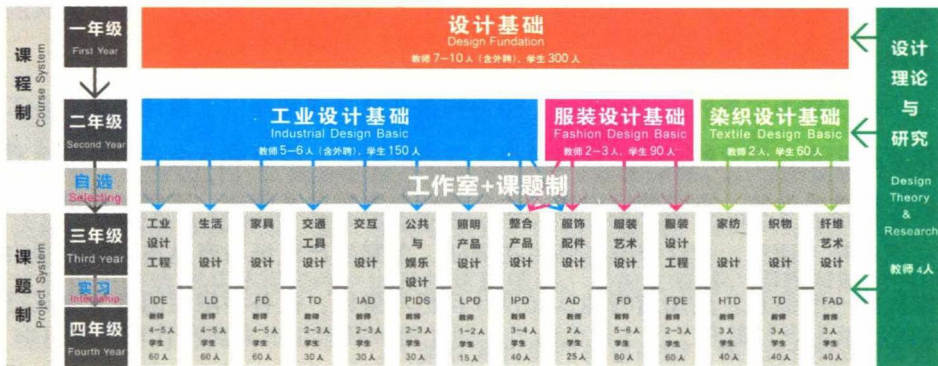 课程制
Course System
一年级
First Year
设计基础
Design Fundation
教师 7-10人(含外聘), 学生300人
二年级
Second Year
工业设计基础
Industrial Design Basic
教师 5-6人(含外聘), 学生150人
服装设计基础
Fashion Design Basic
教师 2-3人, 学生 90人
染织设计基础
Textile Design Basic
教师 2人, 学生 60人
自选
Selecting
工作室+课题制
课题制
Project System
三年级
Third Year
实习
Internship
四年级
Fourth Year
工业
设计
工程
IDE
教师
4-5人
学生
60人
生活
设计
LD
教师
4-5人
学生
60人
家具
设计
FD
教师
4-5人
学生
60人
交通
工具
设计
TD
教师
2-3人
学生
30人
交互
设计
IAD
教师
2-3人
学生
30人
公共
与
娱乐
设计
PIDS
教师
2-3人
学生
30人
照明
产品
设计
LPD
教师
1-2人
学生
15人
整合
产品
设计
IPD
教师
3-4人
学生
40人
服饰
配件
设计
AD
教师
2人
学生
25人
服装
艺术
设计
FD
教师
5-6人
学生
80人
服装
设计
工程
FDE
教师
2-3人
学生
60人
家纺
设计
HTD
教师
3人
学生
40人
织物
设计
TD
教师
3人
学生
40人
纤维
艺术
设计
FAD
教师
3人
学生
40人
设计
理论
与
研究
Design
Theory
&
Research
教师 4人